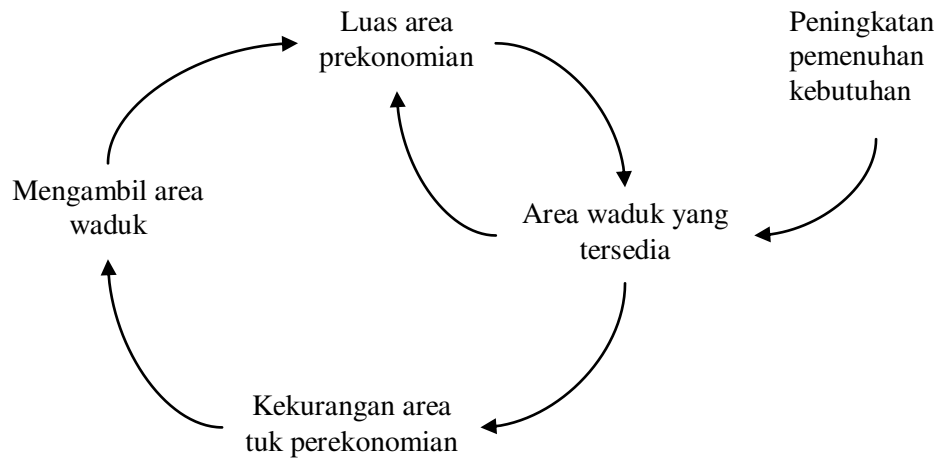 Luas area
prekonomian
Peningkatan
pemenuhan
kebutuhan
Mengambil area
waduk
Area waduk yang
tersedia
Kekurangan area
tuk perekonomian